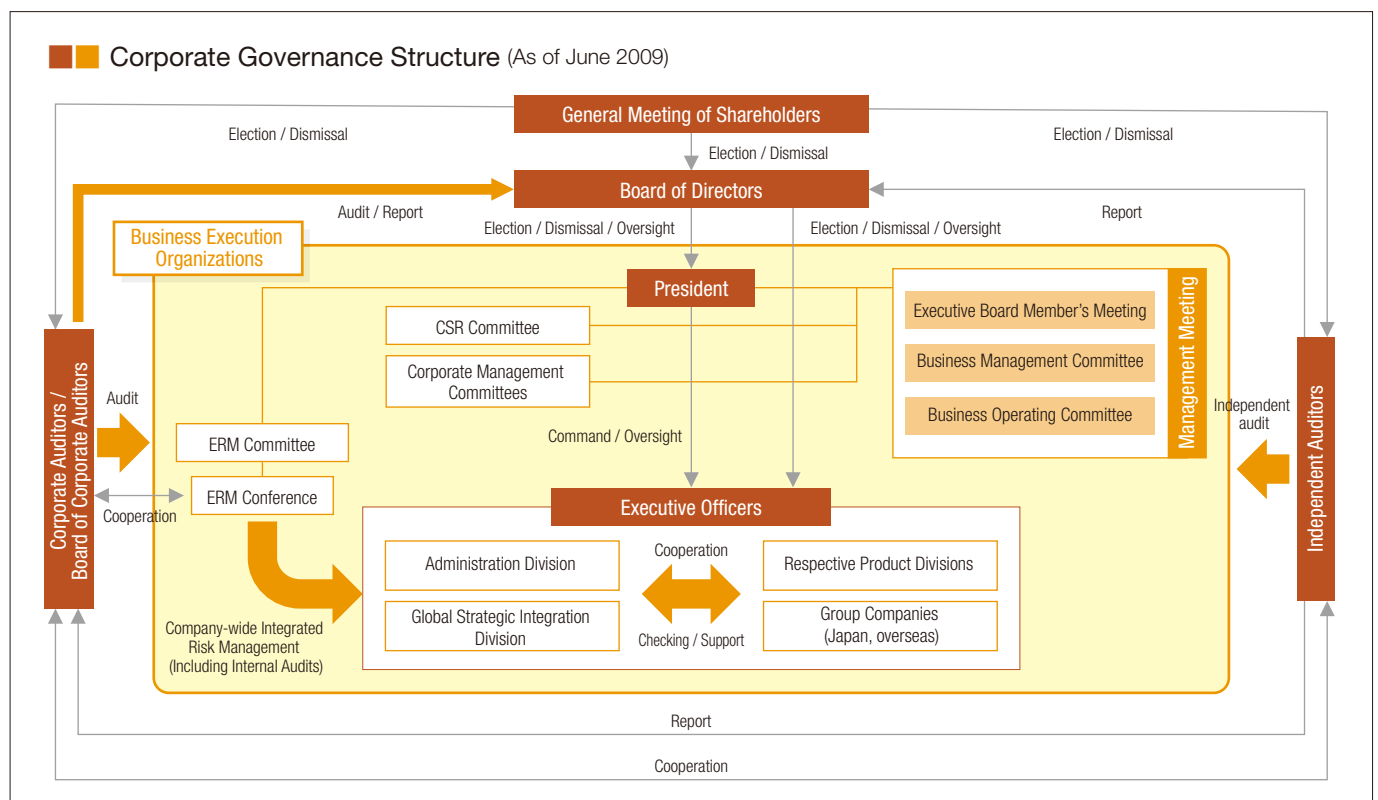 Corporate Governance Structure (As of June 2009)
General Meeting of Shareholders
Election / Dismissal
Election / Dismissal
Election / Dismissal
Board of Directors
Audit / Report
Report
Election / Dismissal / Oversight
Election / Dismissal / Oversight
Business Execution
Organizations
President
CSR Committee
Corporate Management
Committees
Executive Board Member's Meeting
Business Management Committee
Business Operating Committee
Management Meeting
Corporate Auditors /
Board of Corporate Auditors
Audit
Independent
audit
Independent Auditors
ERM Committee
Command / Oversight
ERM Conference
Cooperation
Executive Officers
Administration Division
Cooperation
Respective Product Divisions
Global Strategic Integration
Division
Checking / Support
Group Companies
(Japan, overseas)
Company-wide Integrated
Risk Management
(Including Internal Audits)
Report
Cooperation